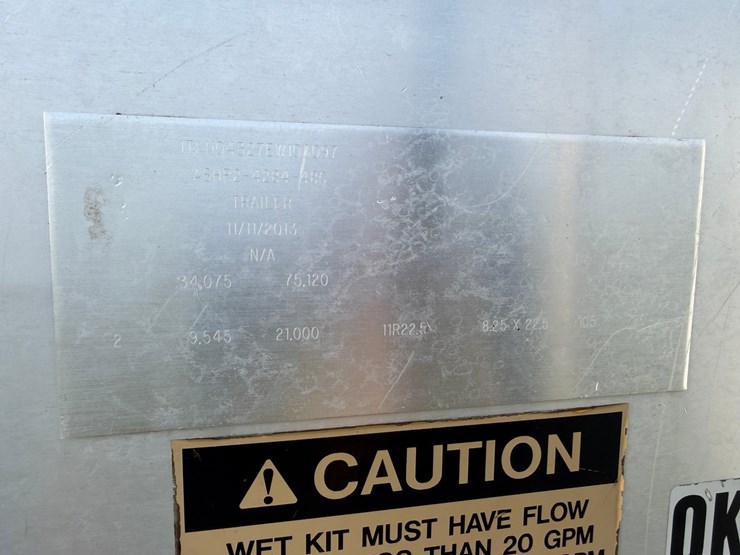 TRAILER
11/11/2013
N/A
34,075 75,120
2 9,545 21,000 11R22.5 8.25 X 22.5 105
CAUTION
WET KIT MUST HAVE FLOW
THAN 20 GPM
OK